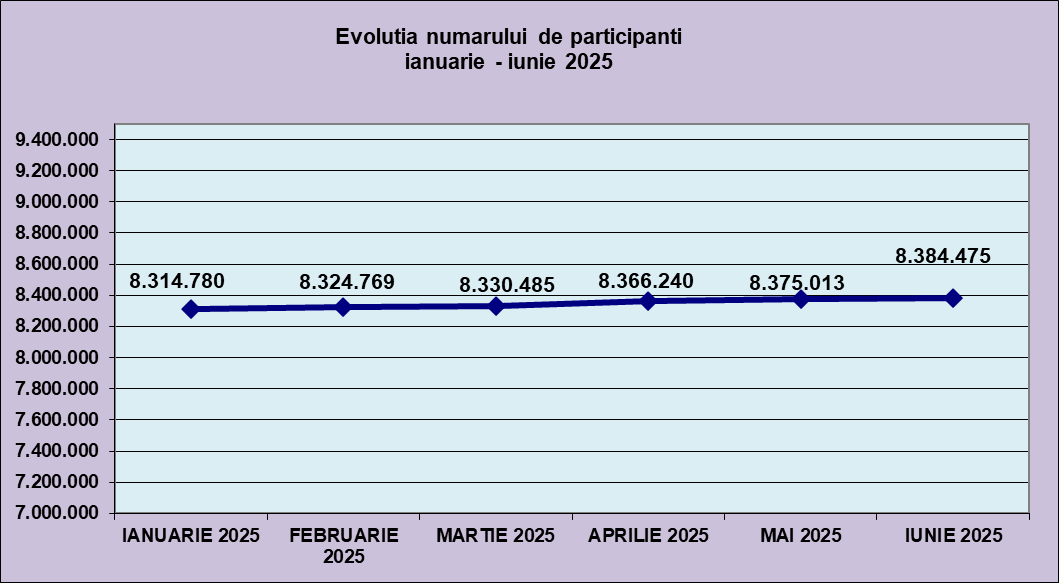 Evolutia numarului de participanti
ianuarie - iunie 2025
9.400.000
9.200.000
9.000.000
8.800.000
8.600.000
8.400.000
8.200.000
8.000.000
7.800.000
7.600.000
7.400.000
7.200.000
7.000.000
8.314.780
8.324.769
8.330.485
8.366.240
8.375.013
8.384.475
IANUARIE 2025
FEBRUARIE
2025
MARTIE 2025
APRILIE 2025
MAI 2025
IUNIE 2025